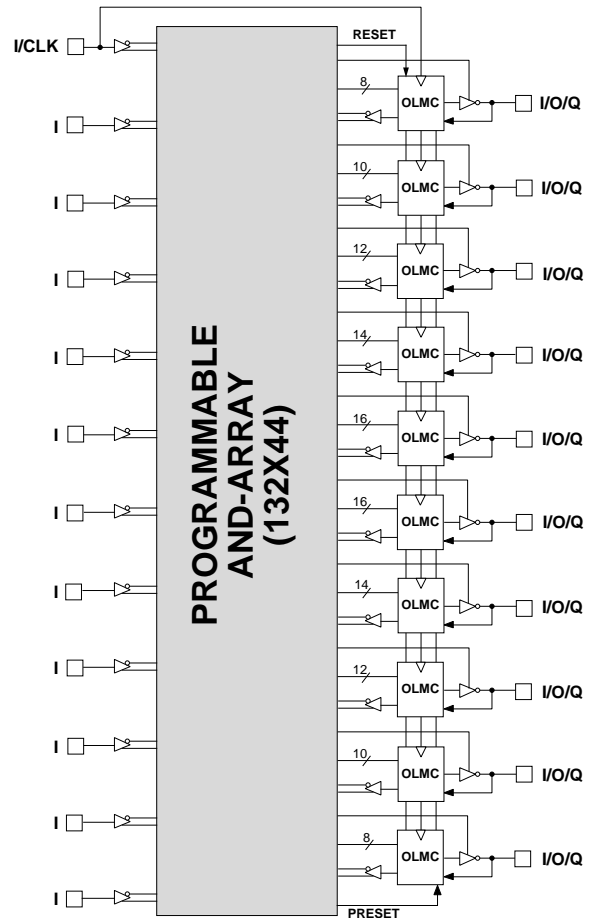 RESET
I/CLK
8
OLMC
I/O/Q
I
10
OLMC
I/O/Q
I
12
OLMC
I/O/Q
I
14
OLMC
I/O/Q
I
16
OLMC
I/O/Q
I
PROGRAMMABLE
AND-ARRAY
(132X44)
16
OLMC
I/O/Q
I
14
OLMC
I/O/Q
I
12
OLMC
I/O/Q
I
10
OLMC
I/O/Q
I
8
OLMC
I/O/Q
I
I
PRESET